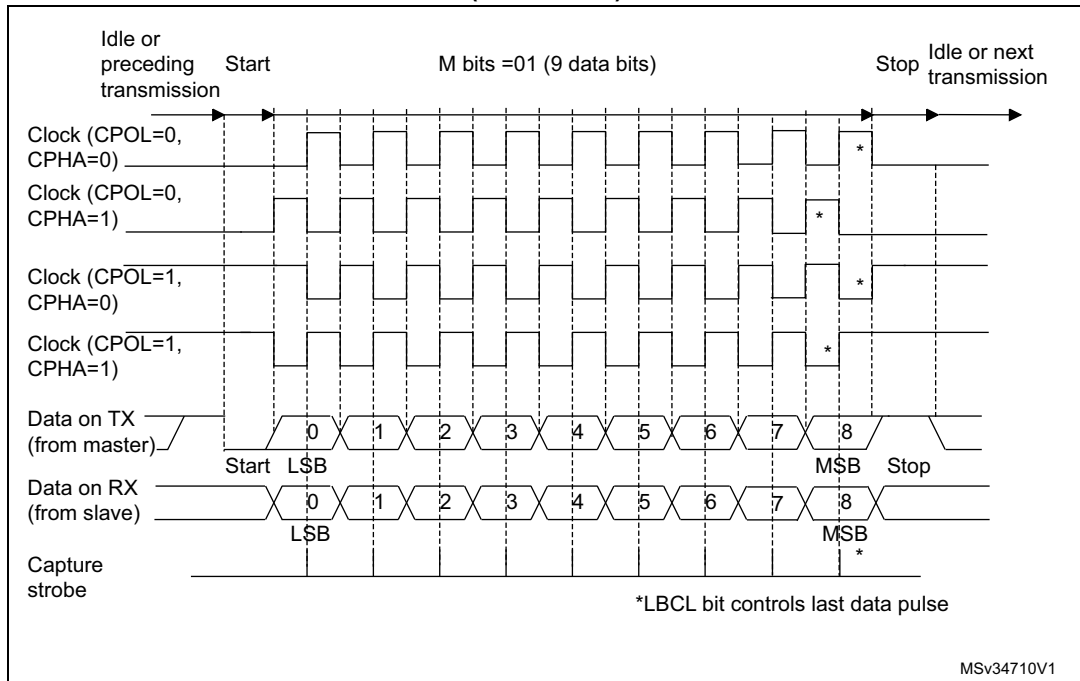 Idle or
preceding
transmission
Start
M bits =01 (9 data bits)
Stop
Idle or next
transmission
Clock (CPOL=0,
CPHA=0)
*
Clock (CPOL=0,
CPHA=1)
*
Clock (CPOL=1,
CPHA=0)
*
Clock (CPOL=1,
CPHA=1)
*
Data on TX
(from master)
0 1 2 3 4 5 6 7 8
Start LSB MSB Stop
Data on RX
(from slave)
0 1 2 3 4 5 6 7 8
LSB MSB
Capture
strobe
*
*LBCL bit controls last data pulse
MSv34710V1